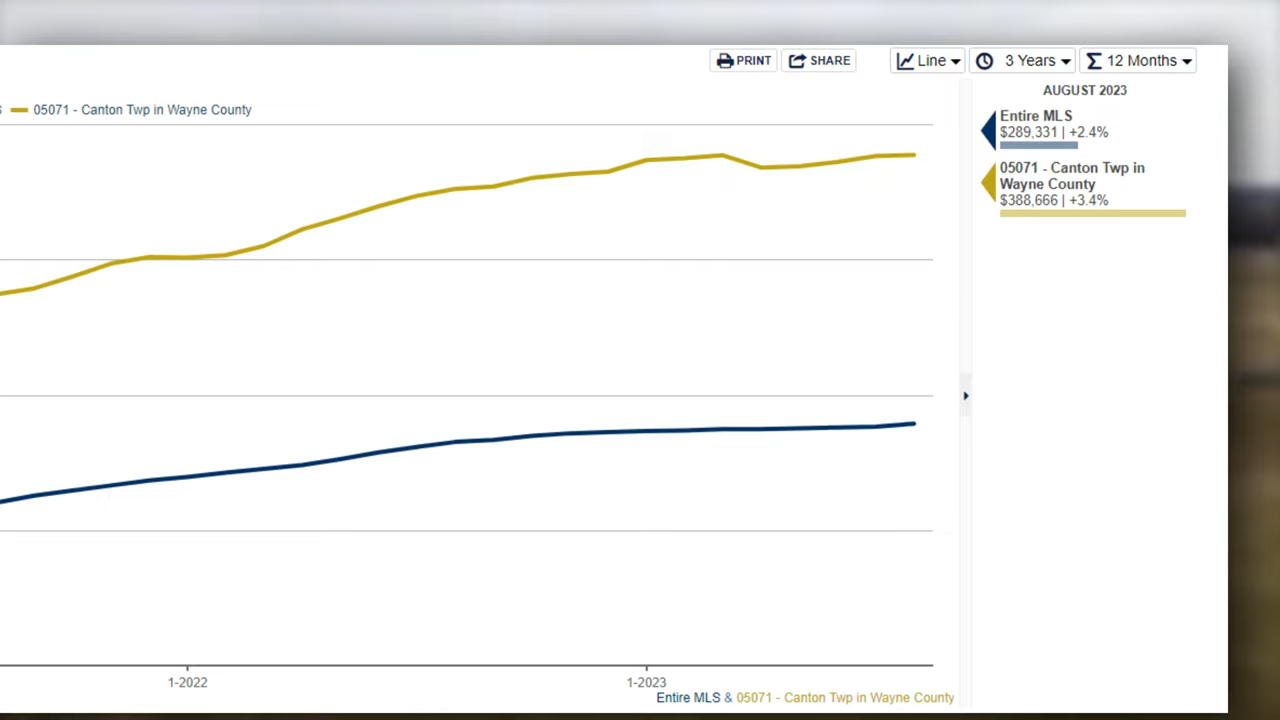 PRINT SHARE Line 3 Years 12 Months
AUGUST 2023
05071 - Canton Twp in Wayne County
Entire MLS
$289,331 | +2.4%
05071 - Canton Twp in
Wayne County
$388,666 | +3.4%
1-2022 1-2023
Entire MLS & 05071 - Canton Twp in Wayne County